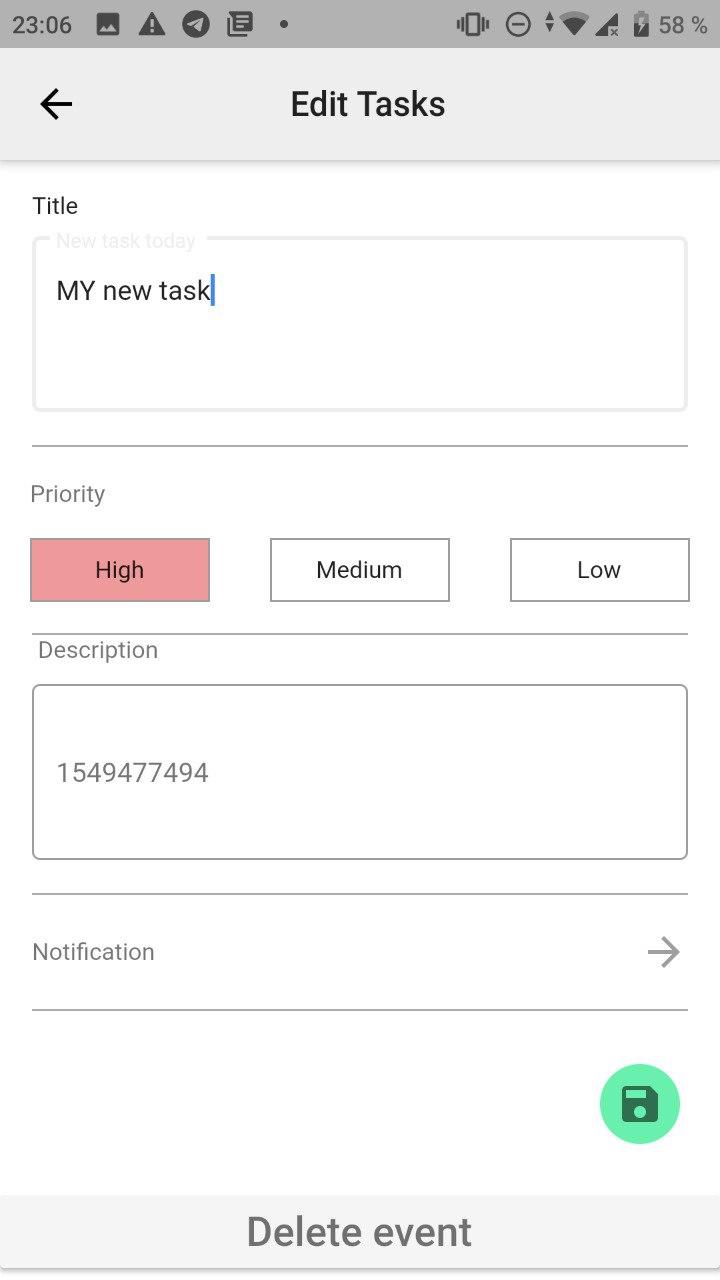 23:06
58 %
Edit Tasks
Title
New task today
MY new task
Priority
High
Medium
Low
Description
1549477494
Notification
Delete event